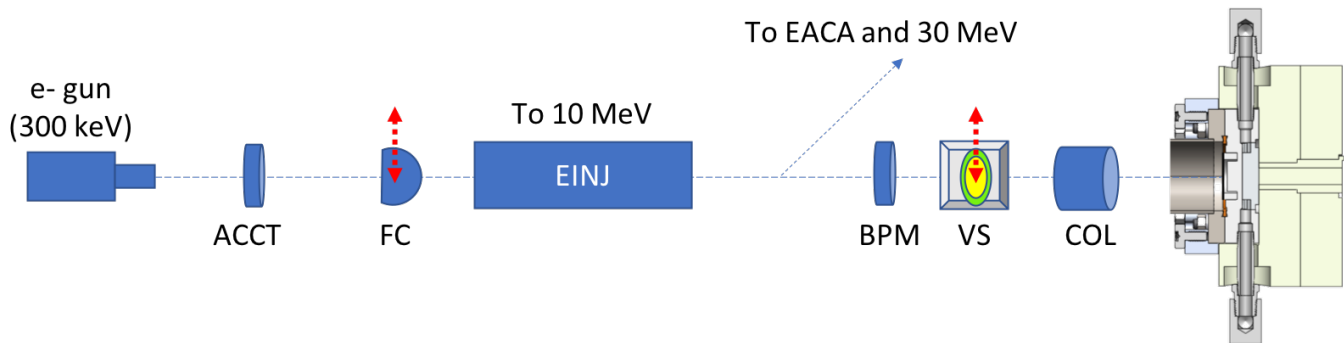 To EACA and 30 MeV
e- gun
(300 keV)
To 10 MeV
EINJ
ACCT
FC
BPM
VS
COL